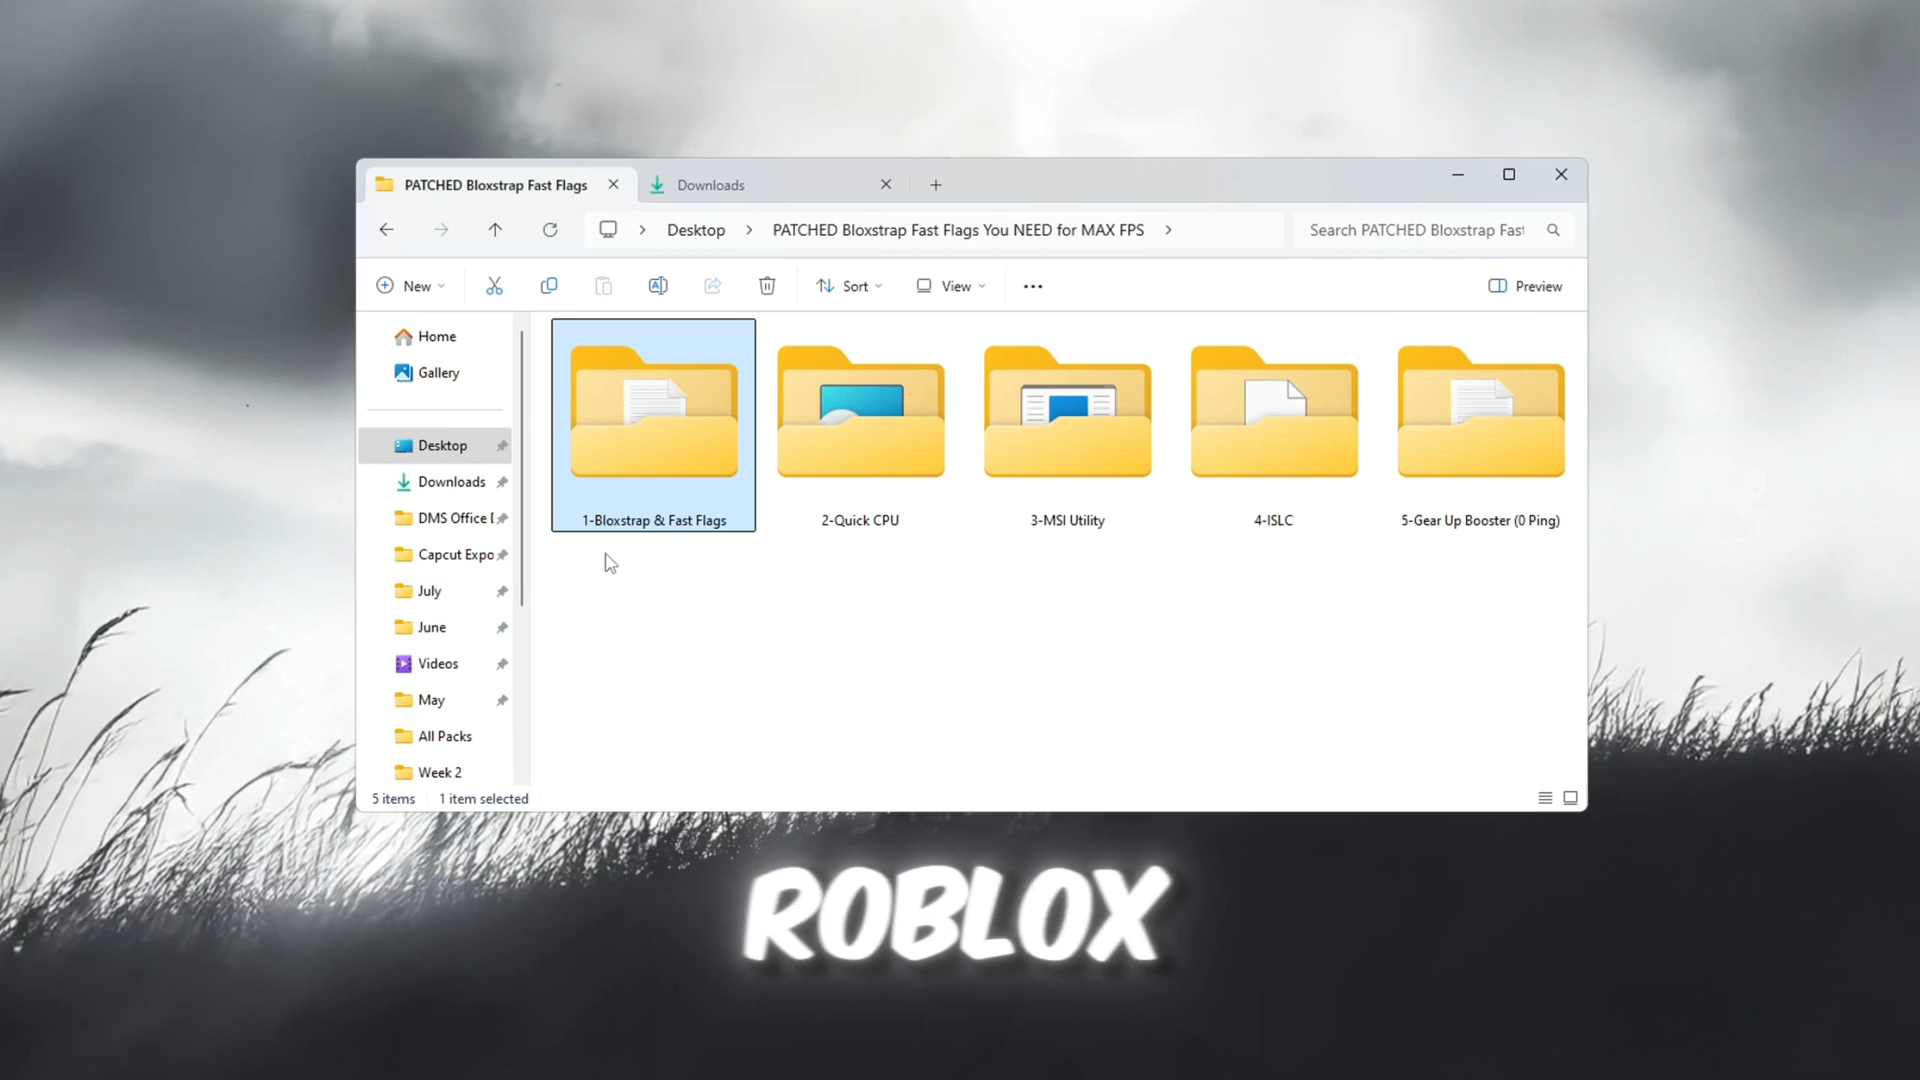 PATCHED Bloxstrap Fast Flags
Downloads
Desktop
PATCHED Bloxstrap Fast Flags You NEED for MAX FPS
Search PATCHED Bloxstrap Fast
New
Sort
View
Preview
Home
Gallery
Desktop
Downloads
DMS Office
Capcut Expo
July
June
Videos
May
All Packs
Week 2
1-Bloxstrap & Fast Flags
2-Quick CPU
3-MSI Utility
4-ISLC
5-Gear Up Booster (0 Ping)
5 items
1 item selected
ROBLOX